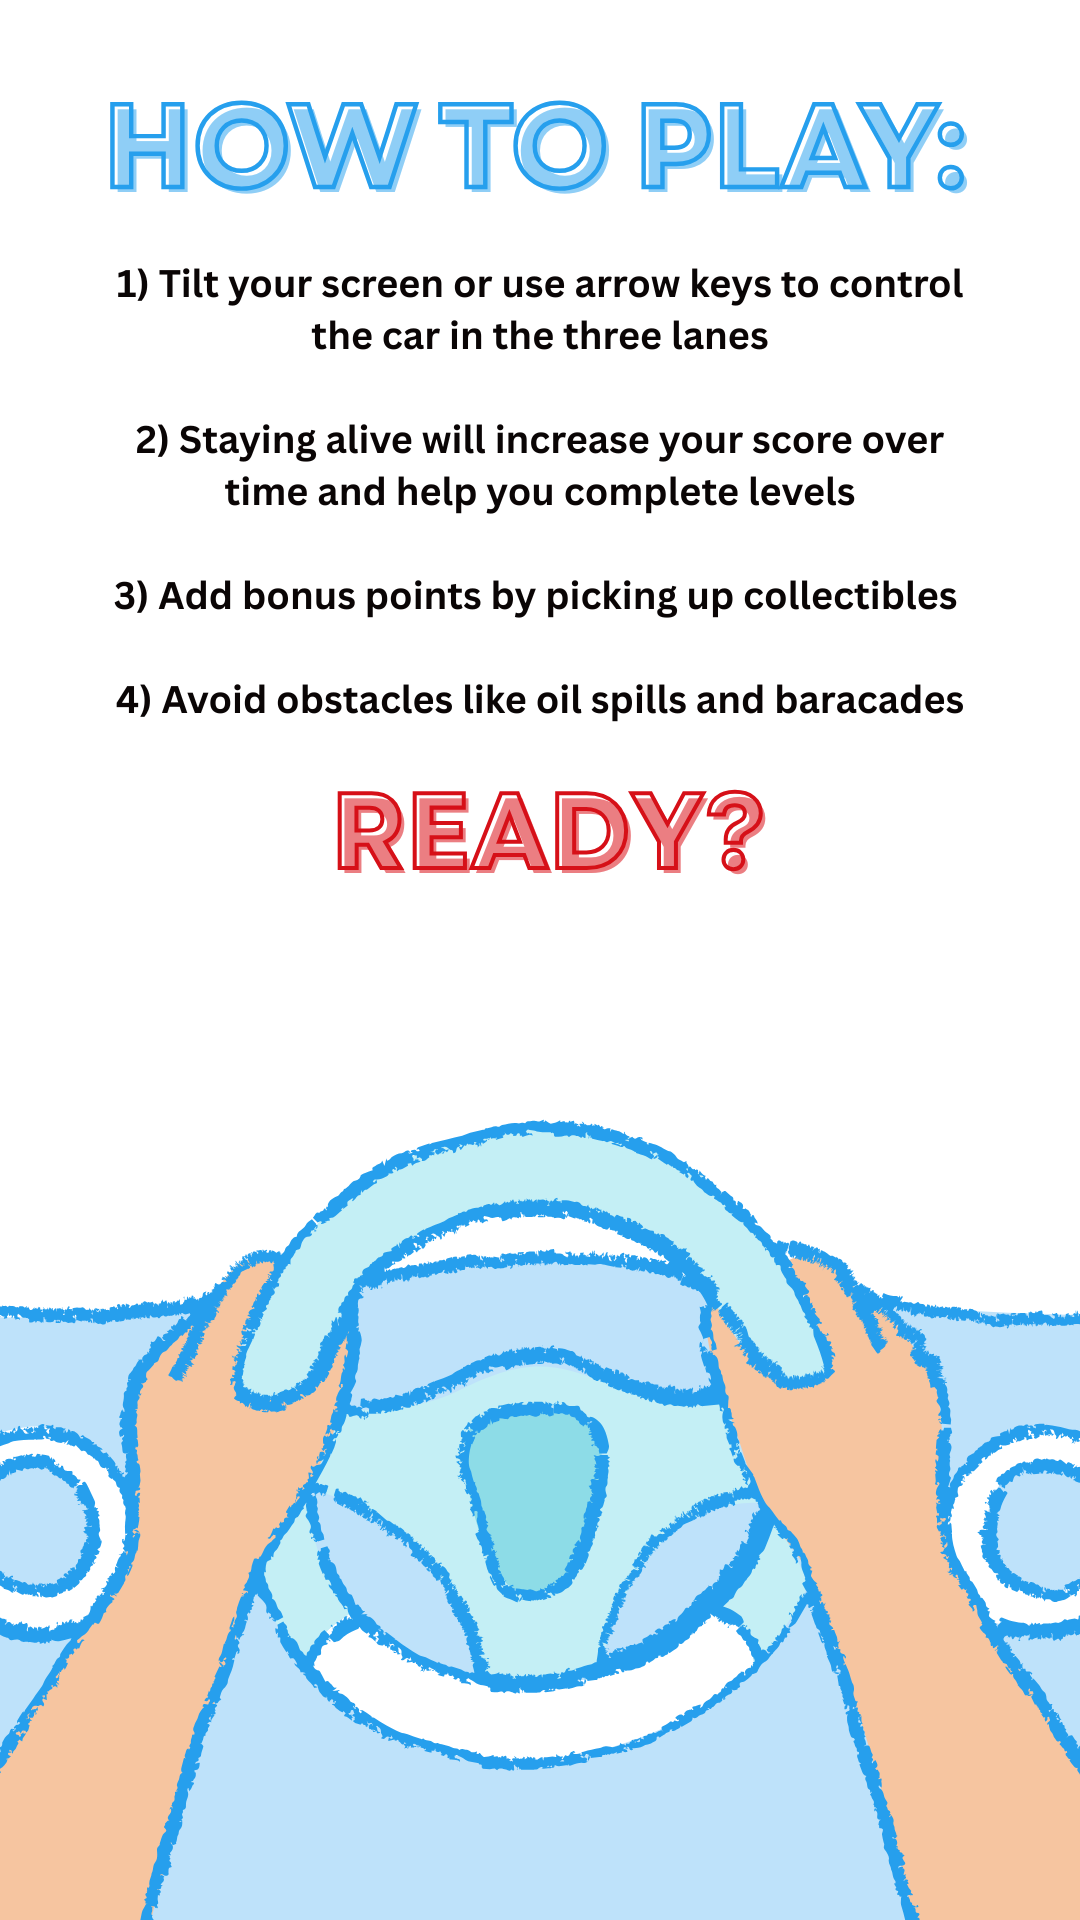 HOW TO PLAY:
1) Tilt your screen or use arrow keys to control
the car in the three lanes
2) Staying alive will increase your score over
time and help you complete levels
3) Add bonus points by picking up collectibles
4) Avoid obstacles like oil spills and baracades
READY?